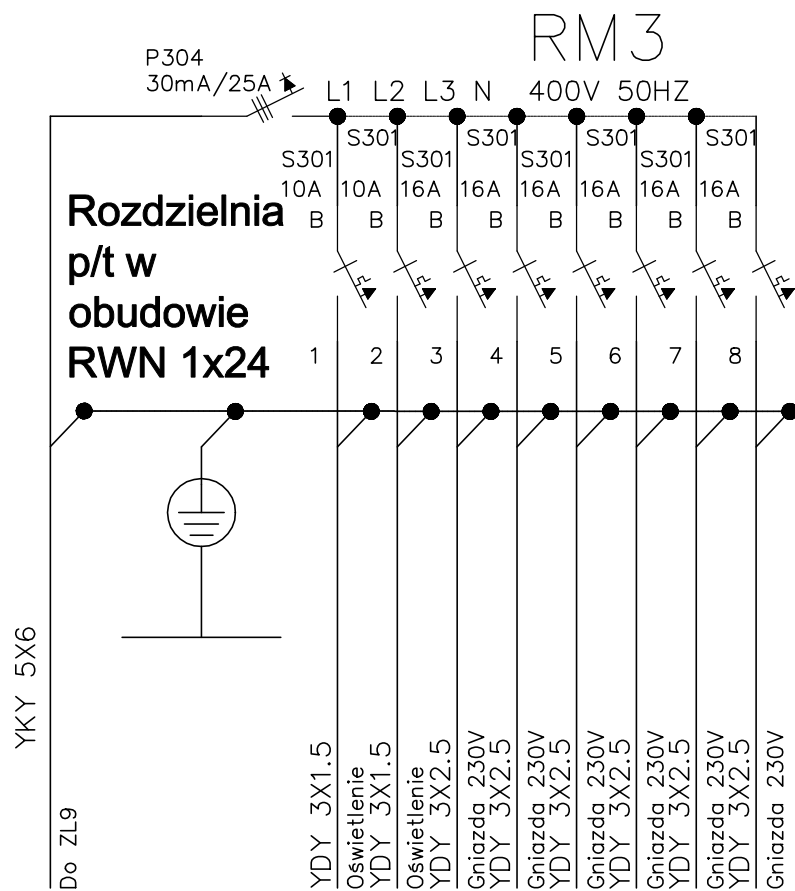 RM3
P304
30mA/25A
L1 L2 L3 N 400V 50HZ
S301 S301 S301 S301 S301 S301 S301 S301
10A 10A 16A 16A 16A 16A 16A 16A
B B B B B B B B
Rozdzielnia
p/t w
obudowie
RWN 1x24
1 2 3 4 5 6 7 8
YKY 5X6
Do ZL9
YDY 3X1.5
Oświetlenie
YDY 3X1.5
Oświetlenie
YDY 3X2.5
Gniazda 230V
YDY 3X2.5
Gniazda 230V
YDY 3X2.5
Gniazda 230V
YDY 3X2.5
Gniazda 230V
YDY 3X2.5
Gniazda 230V
YDY 3X2.5
Gniazda 230V